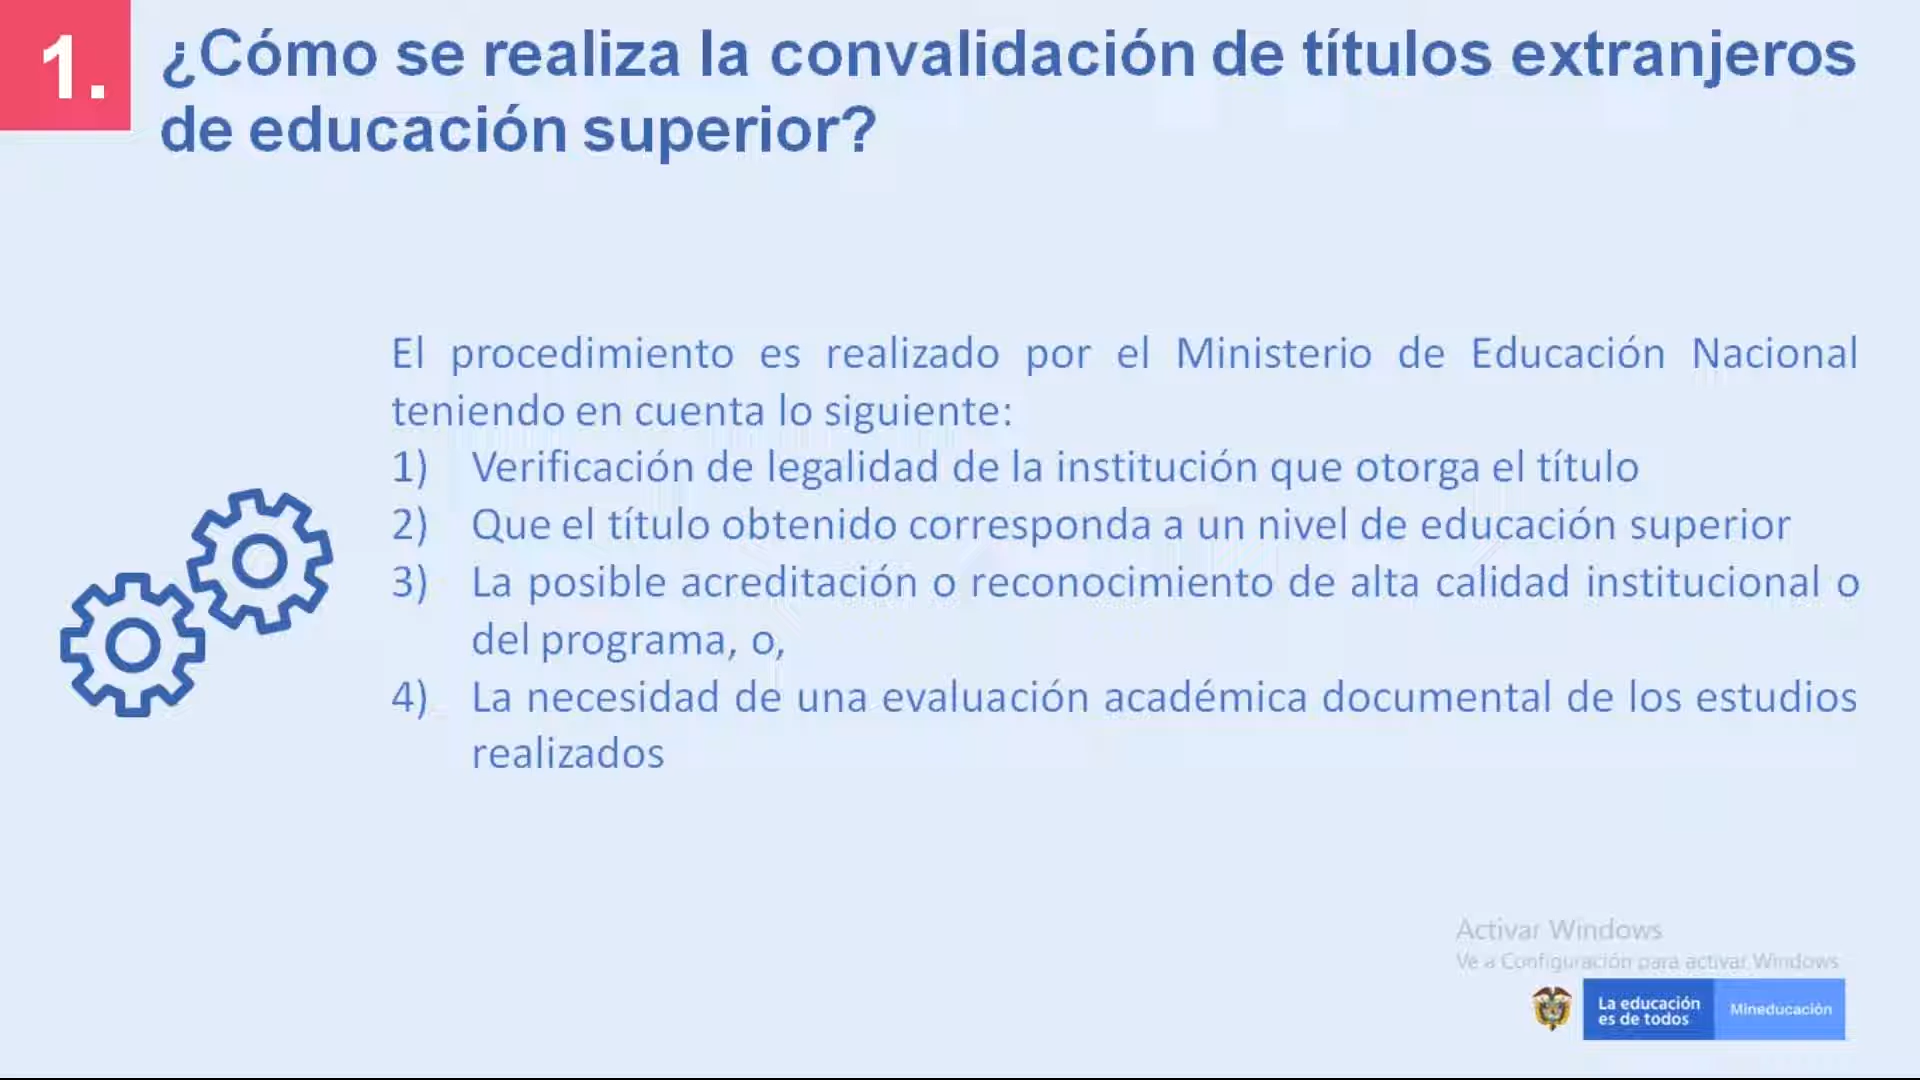 1.
¿Cómo se realiza la convalidación de títulos extranjeros
de educación superior?
El procedimiento es realizado por el Ministerio de Educación Nacional
teniendo en cuenta lo siguiente:
1) Verificación de legalidad de la institución que otorga el título
2) Que el título obtenido corresponda a un nivel de educación superior
3) La posible acreditación o reconocimiento de alta calidad institucional o
del programa, o,
4) La necesidad de una evaluación académica documental de los estudios
realizados
Activar Windows
Ve a Configuración para activar Windows
La educación
es de todos
Mineducación